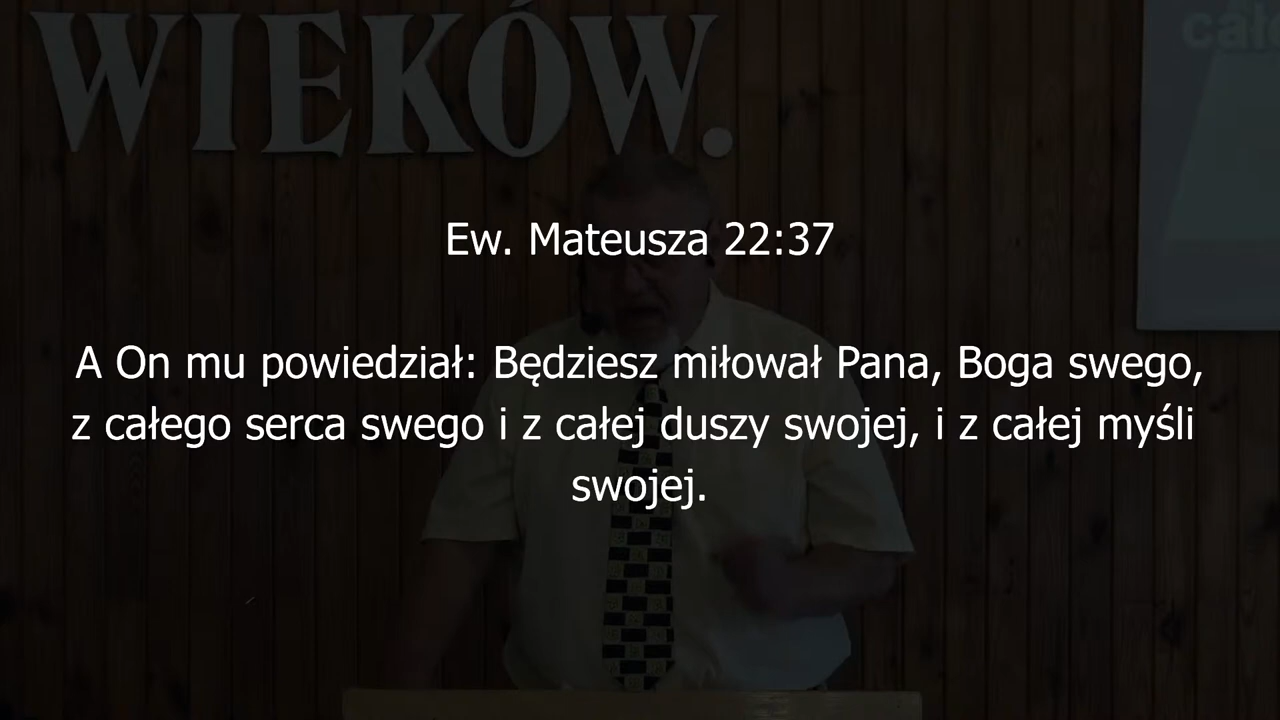 WIEKÓW.
Ew. Mateusza 22:37
A On mu powiedział: Będziesz miłował Pana, Boga swego,
z całego serca swego i z całej duszy swojej, i z całej myśli
swojej.